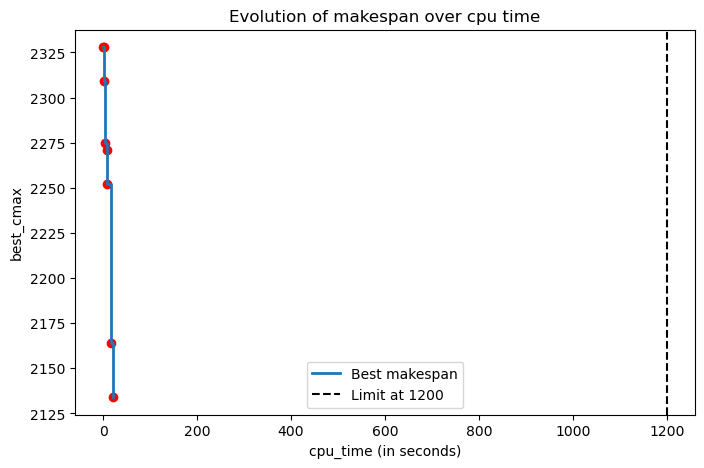 Evolution of makespan over cpu time
best_cmax
2325
2300
2275
2250
2225
2200
2175
2150
2125
Best makespan
Limit at 1200
0 200 400 600 800 1000 1200
cpu_time (in seconds)